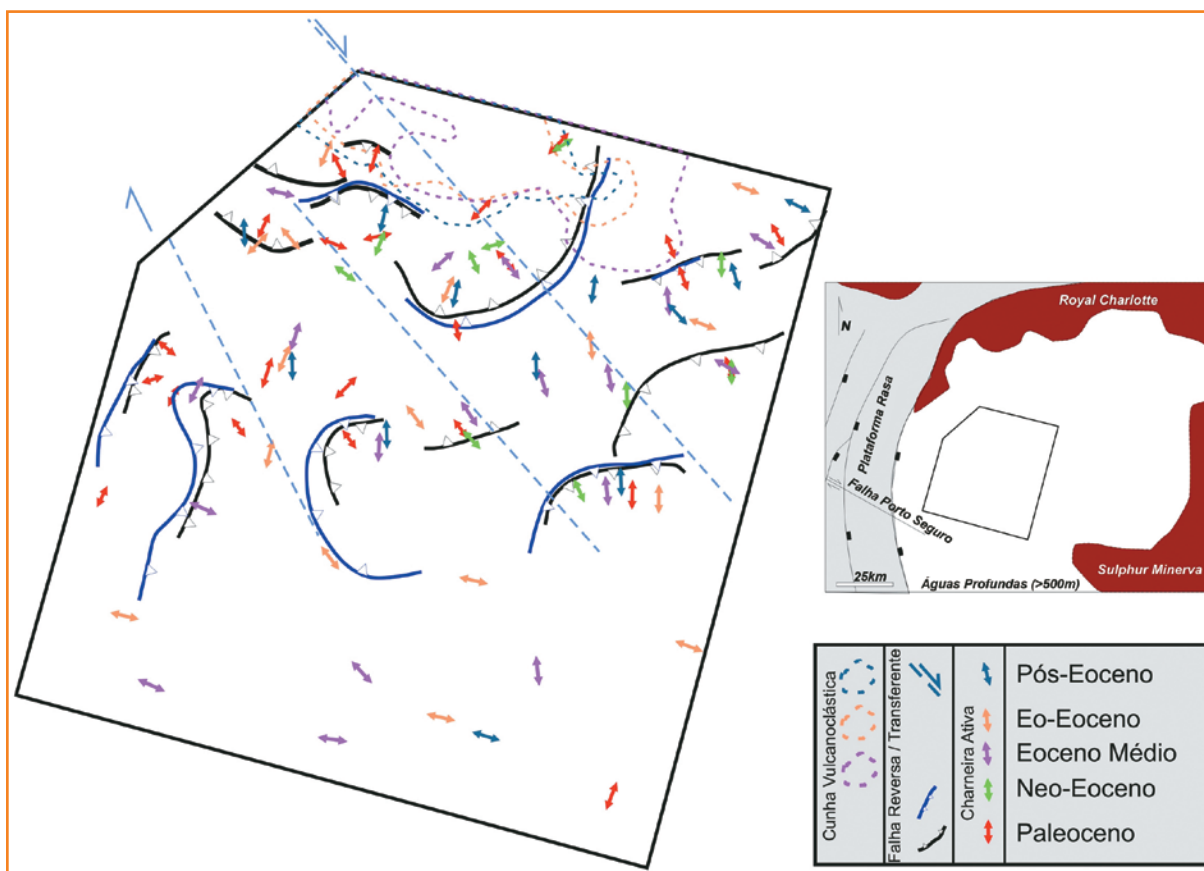 Royal Charlotte
N
Plataforma Rasa
Falha Porto Seguro
25km
Sulphur Minerva
Águas Profundas (>500m)
Cunha Vulcanoclástica
Falha Reversa / Transferente
Charneira Ativa
Pós-Eoceno
Eo-Eoceno
Eoceno Médio
Neo-Eoceno
Paleoceno